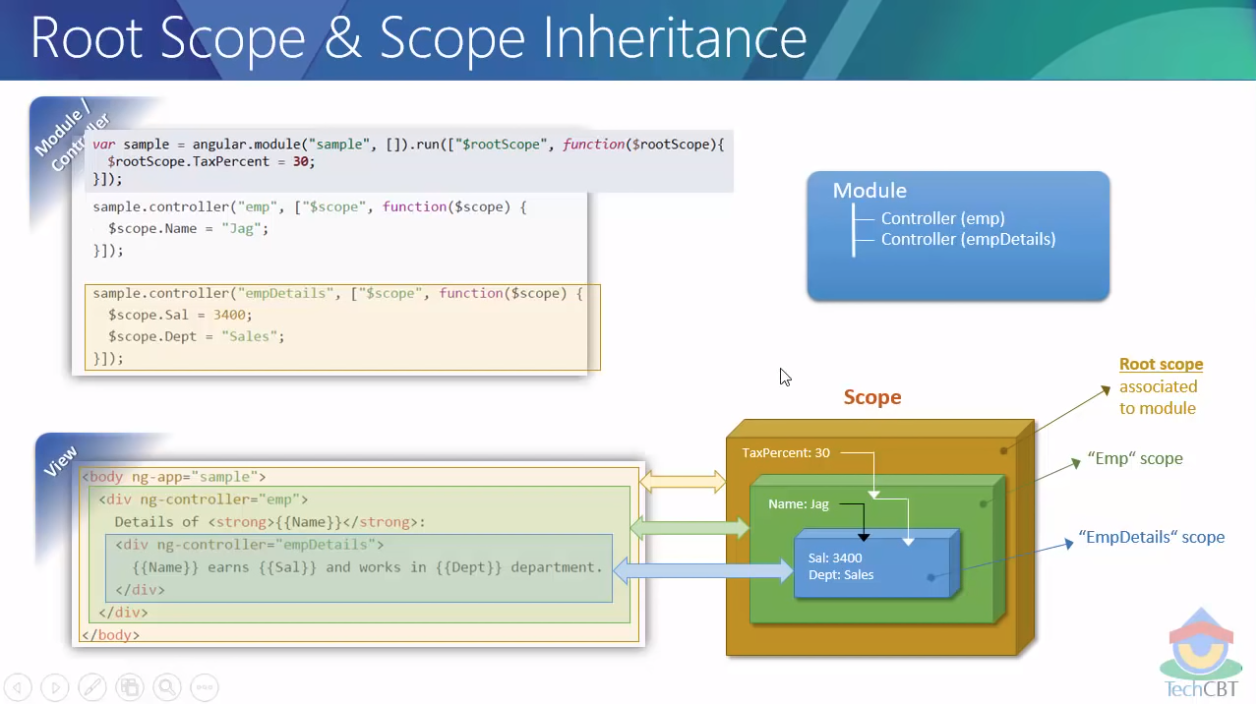 Root Scope & Scope Inheritance
Module /
Controller
var sample = angular.module("sample", []).run(["$rootScope", function($rootScope){
$rootScope.TaxPercent = 30;
}]);
sample.controller("emp", ["$scope", function($scope) {
$scope.Name = "Jag";
}]);
sample.controller("empDetails", ["$scope", function($scope) {
$scope.Sal = 3400;
$scope.Dept = "Sales";
}]);
Module
Controller (emp)
Controller (empDetails)
View
<body ng-app="sample">
<div ng-controller="emp">
Details of <strong>{{Name}}</strong>:
<div ng-controller="empDetails">
{{Name}} earns {{Sal}} and works in {{Dept}} department.
</div>
</div>
</body>
Scope
TaxPercent: 30
Name: Jag
Sal: 3400
Dept: Sales
Root scope
associated
to module
“Emp” scope
“EmpDetails“ scope
TechCBT